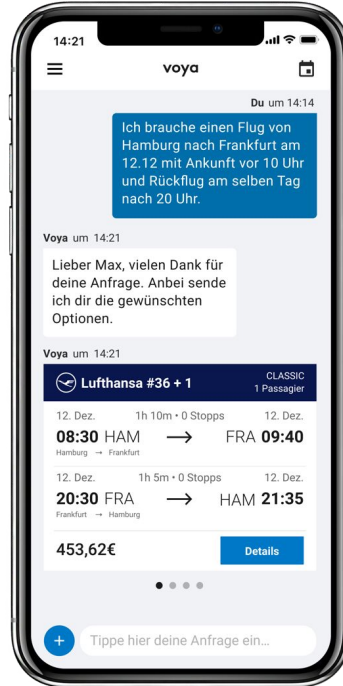 14:21
voya
Du um 14:14
Ich brauche einen Flug von
Hamburg nach Frankfurt am
12.12 mit Ankunft vor 10 Uhr
und Rückflug am selben Tag
nach 20 Uhr.
Voya um 14:21
Lieber Max, vielen Dank für
deine Anfrage. Anbei sende
ich dir die gewünschten
Optionen.
Voya um 14:21
Lufthansa #36 + 1
CLASSIC
1 Passagier
12. Dez. 1h 10m • 0 Stopps 12. Dez.
08:30 HAM → FRA 09:40
Hamburg → Frankfurt
12. Dez. 1h 5m • 0 Stopps 12. Dez.
20:30 FRA → HAM 21:35
Frankfurt → Hamburg
453,62€ Details
Tippe hier deine Anfrage ein...